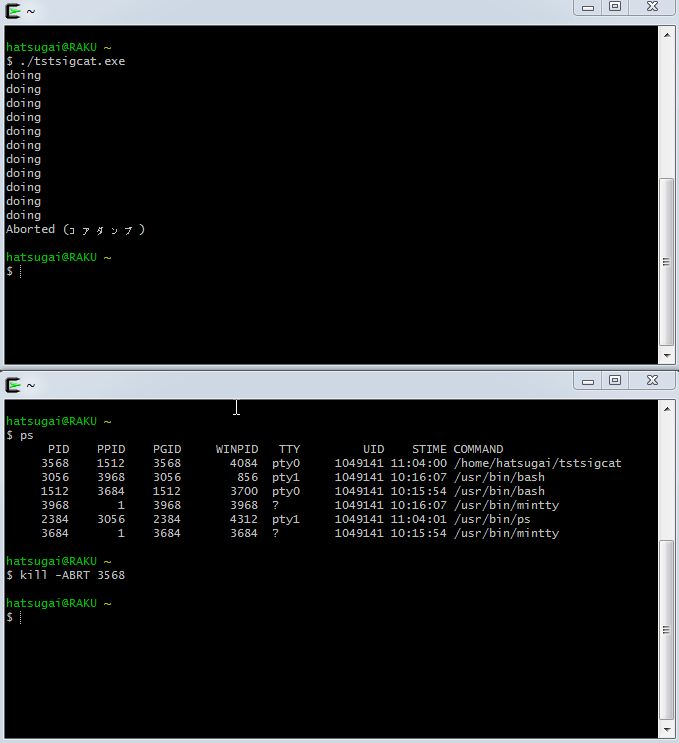 ~
hatsugai@RAKU ~
$ ./tstsigcat.exe
doing
doing
doing
doing
doing
doing
doing
doing
doing
doing
doing
Aborted (コアダンプ)
hatsugai@RAKU ~
$
~
hatsugai@RAKU ~
$ ps
PID PPID PGID WINPID TTY UID STIME COMMAND
3568 1512 3568 4084 pty0 1049141 11:04:00 /home/hatsugai/tstsigcat
3056 3968 3056 856 pty1 1049141 10:16:07 /usr/bin/bash
1512 3684 1512 3700 pty0 1049141 10:15:54 /usr/bin/bash
3968 1 3968 3968 ? 1049141 10:16:07 /usr/bin/mintty
2384 3056 2384 4312 pty1 1049141 11:04:01 /usr/bin/ps
3684 1 3684 3684 ? 1049141 10:15:54 /usr/bin/mintty
hatsugai@RAKU ~
$ kill -ABRT 3568
hatsugai@RAKU ~
$